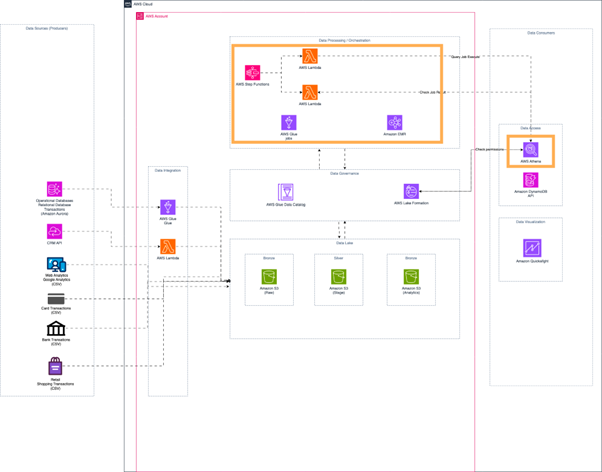 AWS Cloud
AWS Account
Data Sources (Producers)
Data Processing / Orchestration
Data Consumers
AWS Lambda
Query Job Execute
AWS Step Functions
AWS Lambda
Check Job Result
AWS Glue
jobs
Amazon EMR
Data Access
Check permissions
AWS Athena
Data Integration
Data Governance
AWS Glue Data Catalog
AWS Lake Formation
Amazon DynamoDB
API
Operational Databases
Relational Database
Transactions
(Amazon Aurora)
AWS Glue
Glue
Data Visualization
CRM API
AWS Lambda
Data Lake
Amazon Quicksight
Web Analytics
Google Analytics
(CSV)
Bronze
Silver
Bronze
Amazon S3
(Raw)
Amazon S3
(Stage)
Amazon S3
(Analytics)
Card Transactions
(CSV)
Bank Transactions
(CSV)
Retail
Shopping Transactions
(CSV)